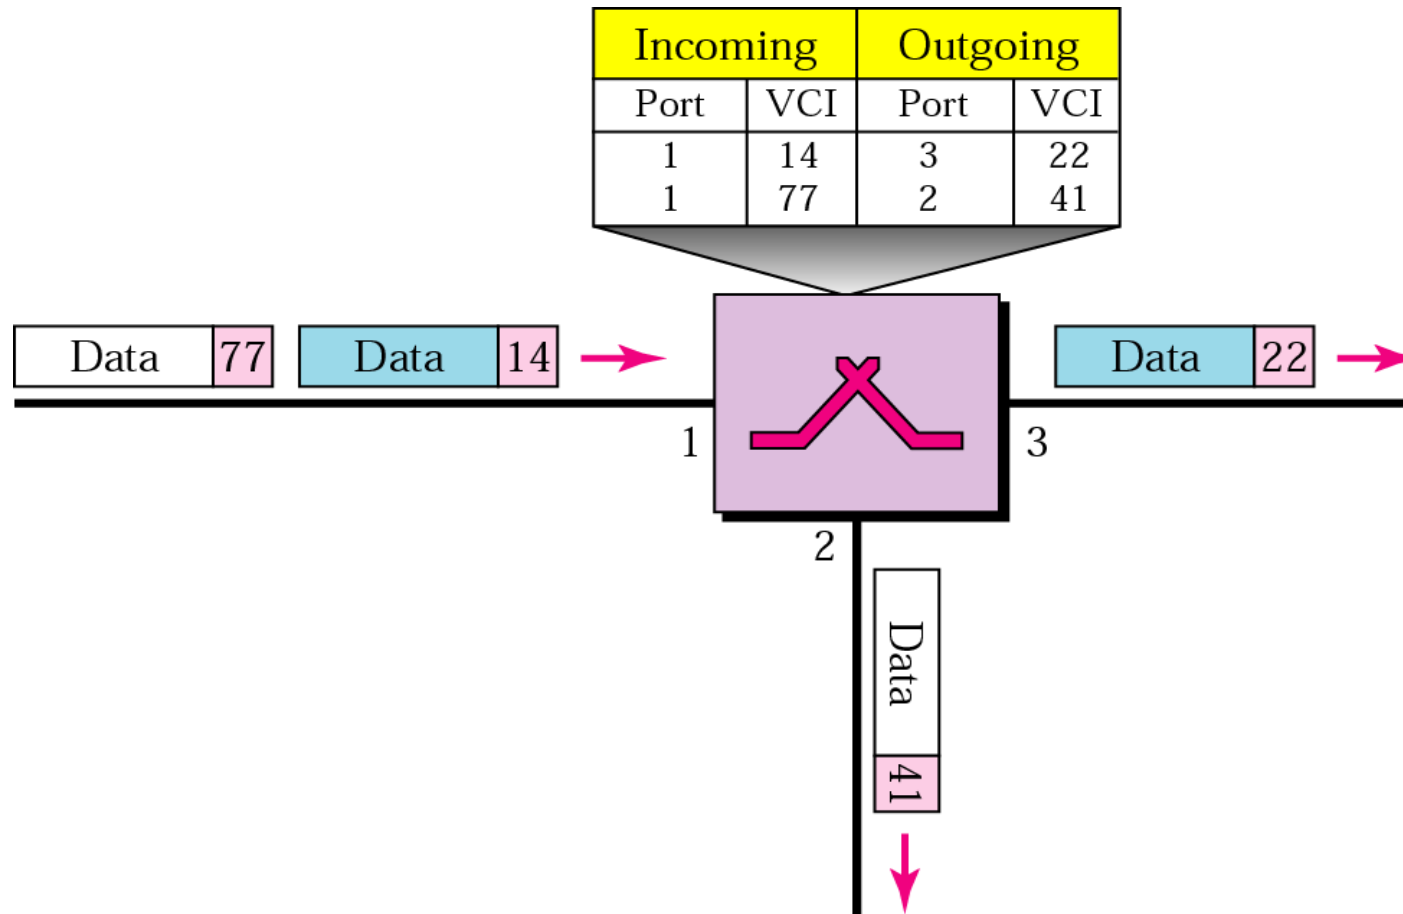 Incoming Outgoing
Port VCI Port VCI
1 14 3 22
1 77 2 41
Data 77 Data 14 Data 22
1 3
2
Data 41